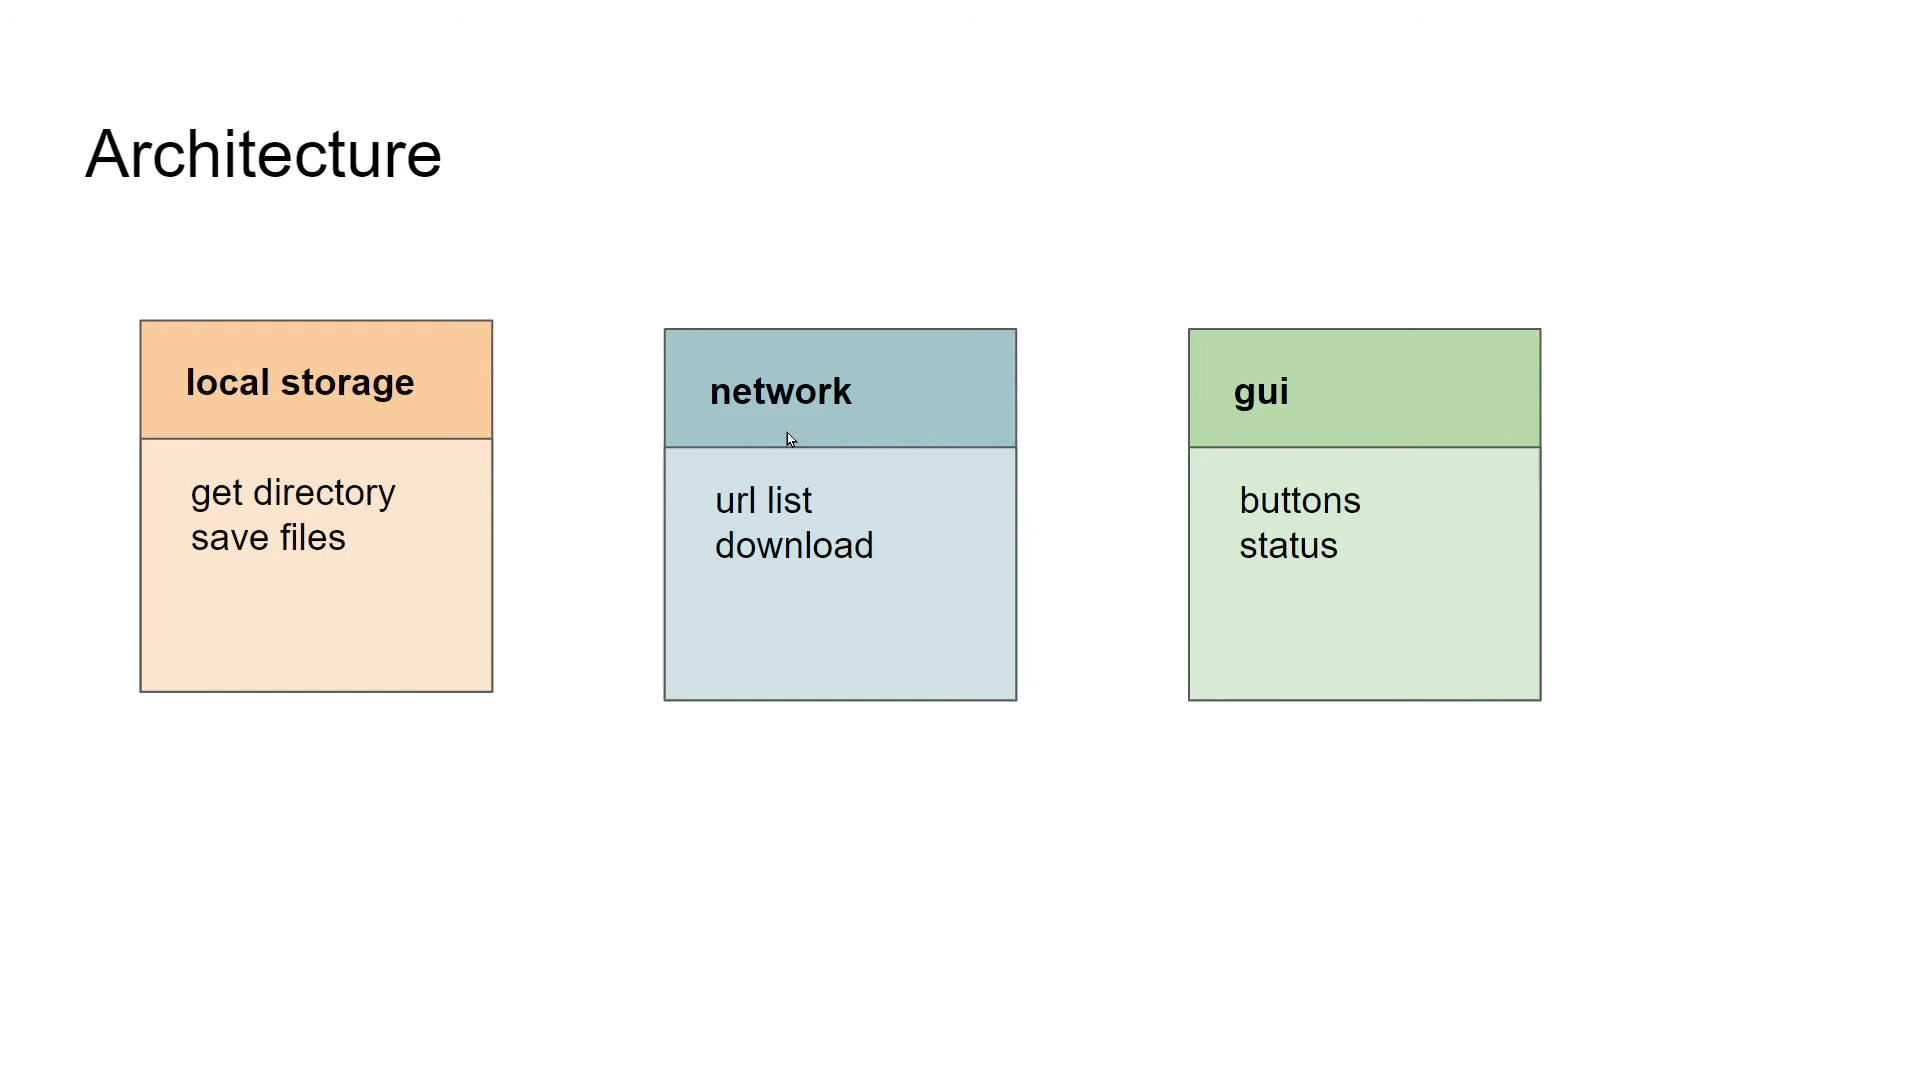 Architecture
local storage
get directory
save files
network
url list
download
gui
buttons
status